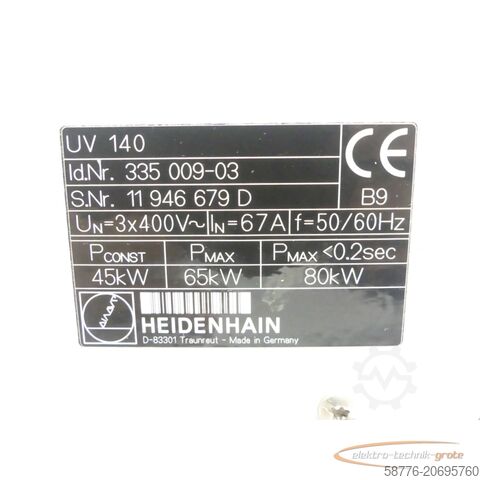 UV 140
Id.Nr. 335 009-03
S.Nr. 11 946 679 D
CE
B9
UN=3x400V~ IN=67A f=50/60Hz
PCONST PMAX PMAX <0.2sec
45kW 65kW 80kW
HEIDENHAIN
D-83301 Traunreut - Made in Germany
elektro-technik-grote
58776-20695760